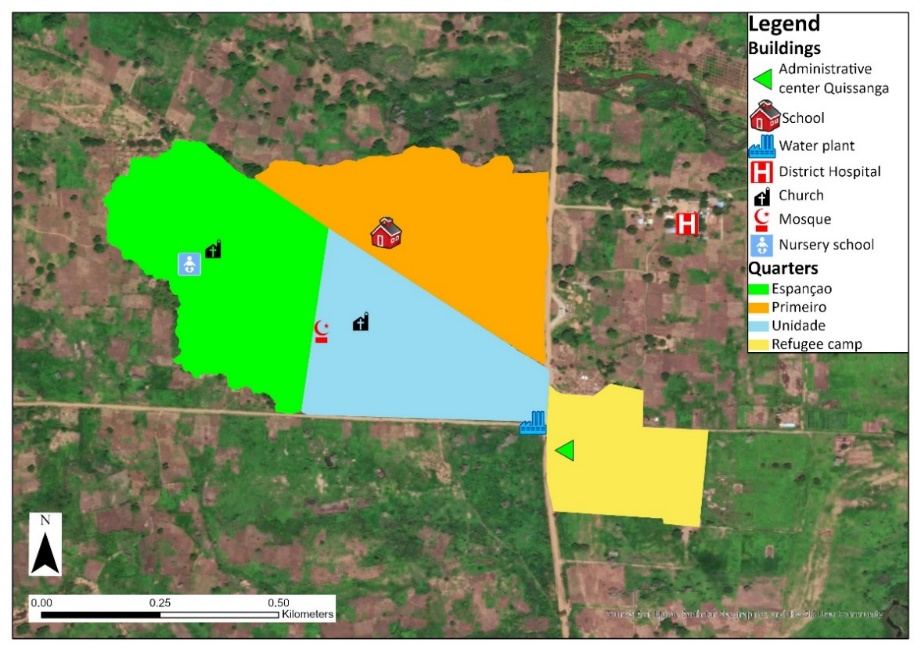 Legend
Buildings
Administrative
center Quissanga
School
Water plant
District Hospital
Church
Mosque
Nursery school
Quarters
Espançao
Primeiro
Unidade
Refugee camp
H
N
0.00 0.25 0.50
Kilometers